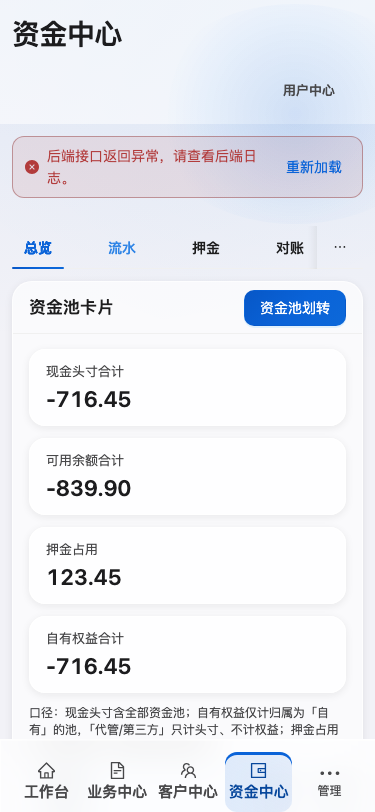 资金中心
用户中心
后端接口返回异常，请查看后端日
志。
重新加载
总览 流水 押金 对账 ···
资金池卡片
资金池划转
现金头寸合计
-716.45
可用余额合计
-839.90
押金占用
123.45
自有权益合计
-716.45
口径：现金头寸含全部资金池；自有权益仅计归属为「自
有」的池，「代管/第三方」只计头寸、不计权益；押金占用
工作台 业务中心 客户中心 资金中心 管理